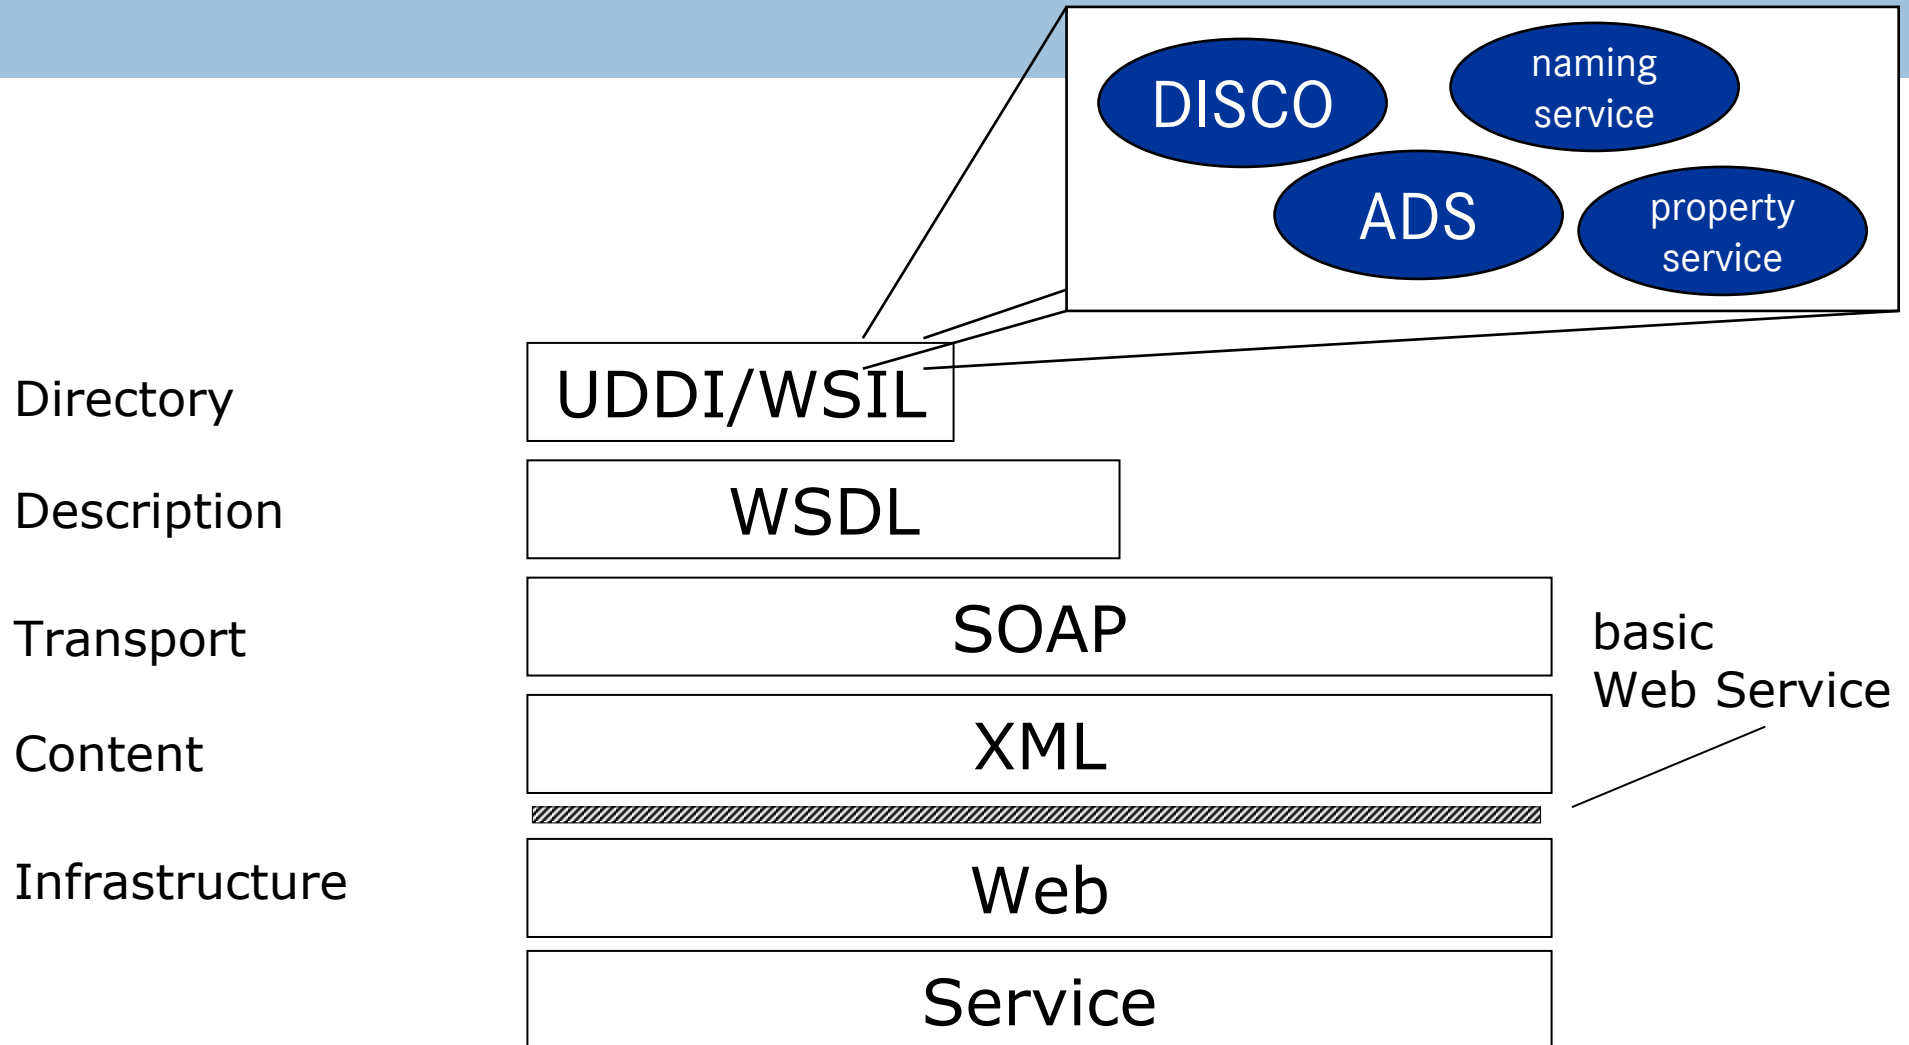 DISCO
naming
service
ADS
property
service
Directory
UDDI/WSIL
Description
WSDL
Transport
SOAP
basic
Web Service
Content
XML
Infrastructure
Web
Service